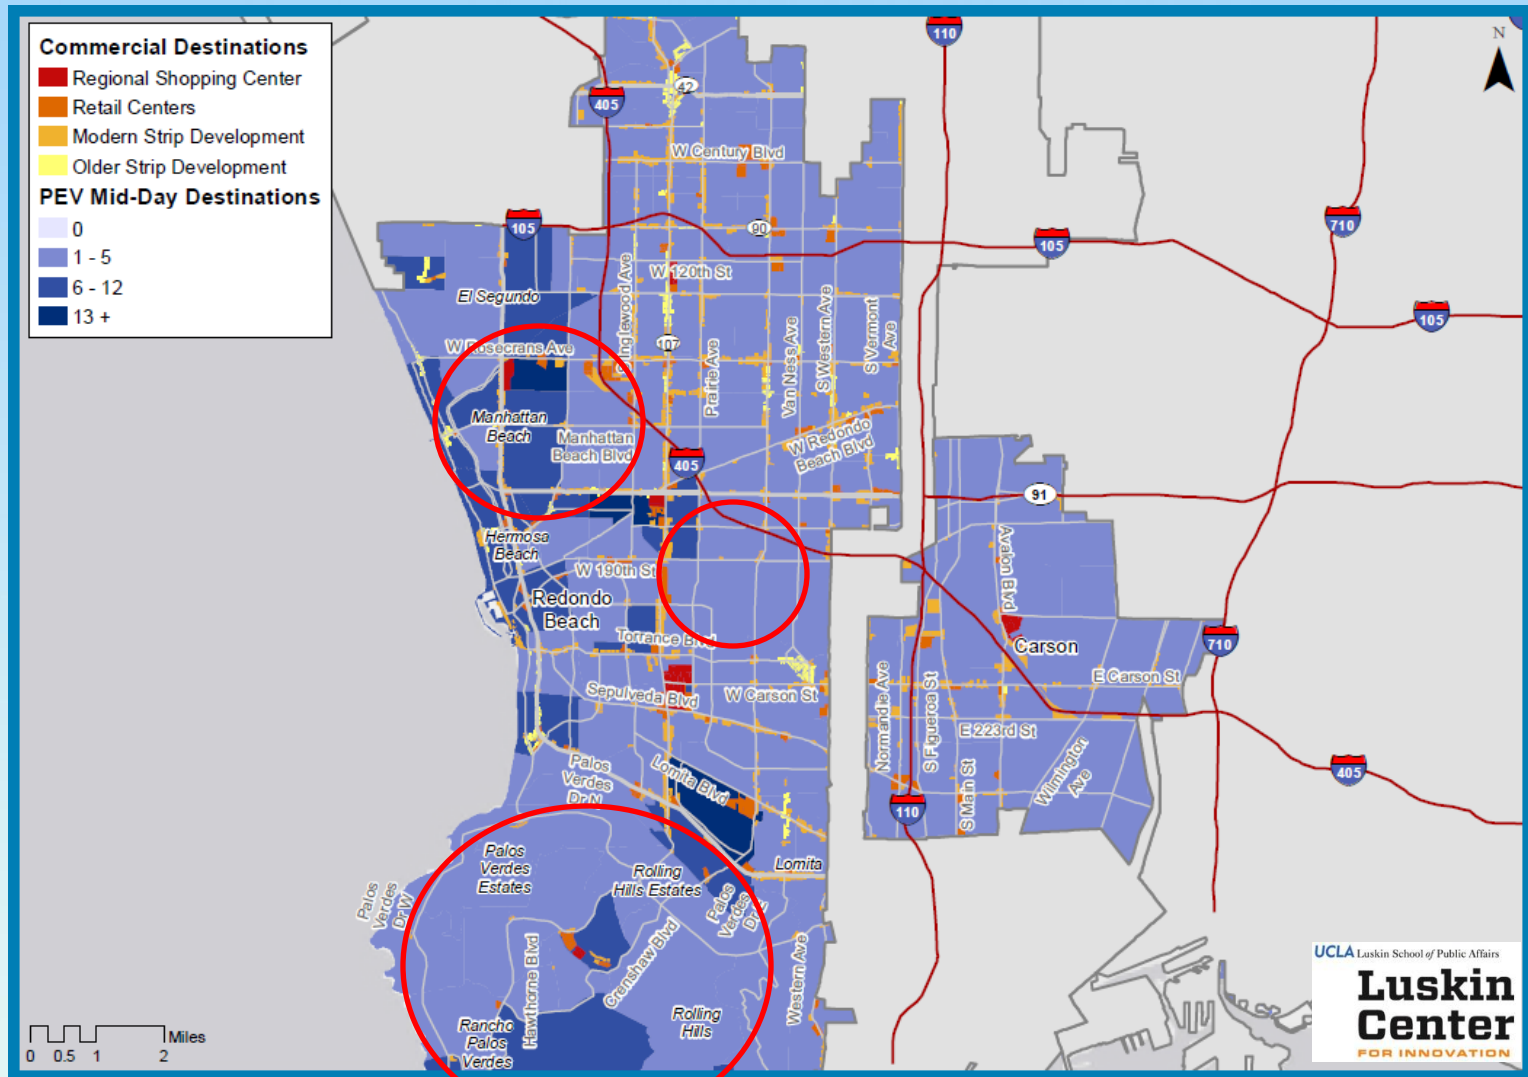 Commercial Destinations
Regional Shopping Center
Retail Centers
Modern Strip Development
Older Strip Development
PEV Mid-Day Destinations
0
1 - 5
6 - 12
13 +
N
110
405
42
W Century Blvd
105
90
105
710
105
W 120th St
El Segundo
Inglewood Ave
107
W Rosecrans Ave
Prairie Ave
Van Ness Ave
S Western Ave
S Vermont
Ave
Manhattan
Beach
Manhattan
Beach Blvd
W Redondo
Beach Blvd
405
91
Hermosa
Beach
W 190th St
Avalon Blvd
Redondo
Beach
Torrance Blvd
Carson
710
Sepulveda Blvd
W Carson St
E Carson St
Normandie Ave
S Figueroa St
E 223rd St
Palos
Verdes
Dr N
Lomita Blvd
S Main St
Wilmington
Ave
405
110
Palos
Verdes
Estates
Rolling
Hills Estates
Lomita
Palos
Verdes
Dr W
Palos
Verdes
Dr N
Hawthorne Blvd
Crenshaw Blvd
Western Ave
Rancho
Palos
Verdes
Rolling
Hills
0 0.5 1 2
Miles
UCLA Luskin School of Public Affairs
Luskin
Center
FOR INNOVATION